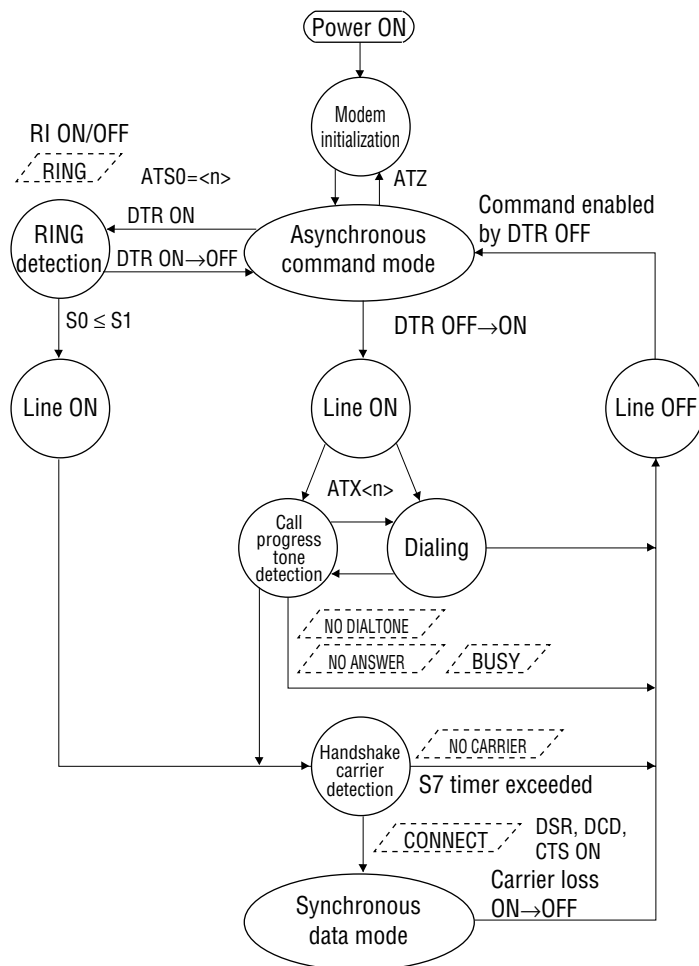 Power ON
Modem
initialization
RI ON/OFF
RING
ATS0=<n>
ATZ
DTR ON
RING
detection
DTR ON→OFF
Asynchronous
command mode
Command enabled
by DTR OFF
S0 ≤ S1
DTR OFF→ON
Line ON
Line ON
Line OFF
ATX<n>
Call
progress
tone
detection
Dialing
NO DIALTONE
NO ANSWER
BUSY
Handshake
carrier
detection
NO CARRIER
S7 timer exceeded
CONNECT
DSR, DCD,
CTS ON
Carrier loss
ON→OFF
Synchronous
data mode